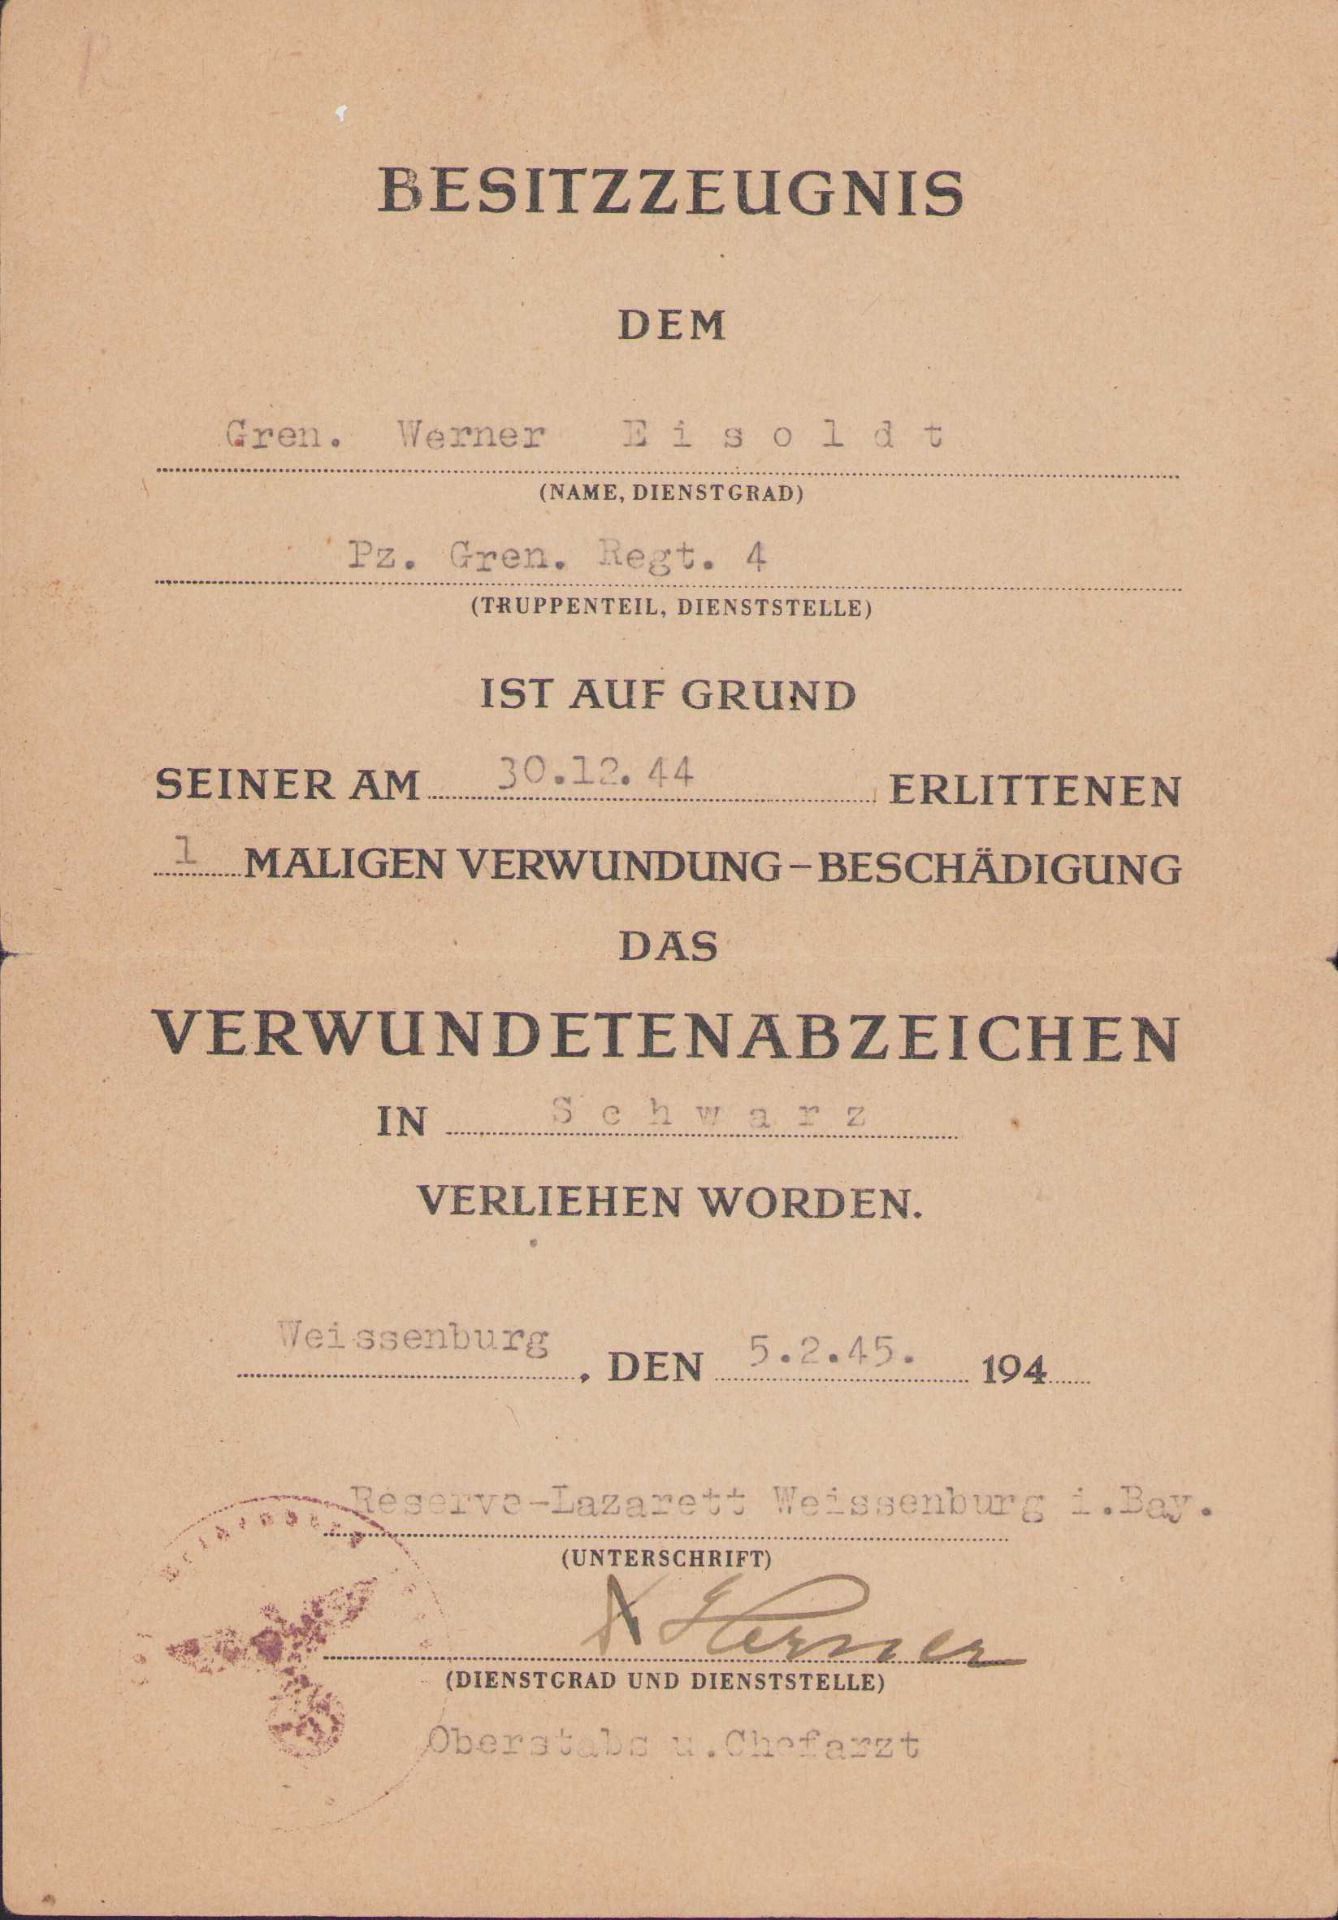 BESITZZEUGNIS
DEM
Gren. Werner Eisoldt
(NAME, DIENSTGRAD)
Pz. Gren. Regt. 4
(TRUPPENTEIL, DIENSTSTELLE)
IST AUF GRUND
SEINER AM 30.12.44 ERLITTENEN
1 MALIGEN VERWUNDUNG – BESCHÄDIGUNG
DAS
VERWUNDETENABZEICHEN
IN Schwarz
VERLIEHEN WORDEN.
Weissenburg, DEN 5.2.45. 194
Reserve-Lazarett Weissenburg i.Bay.
(UNTERSCHRIFT)
(DIENSTGRAD UND DIENSTSTELLE)
Oberstabs u.Chefarzt